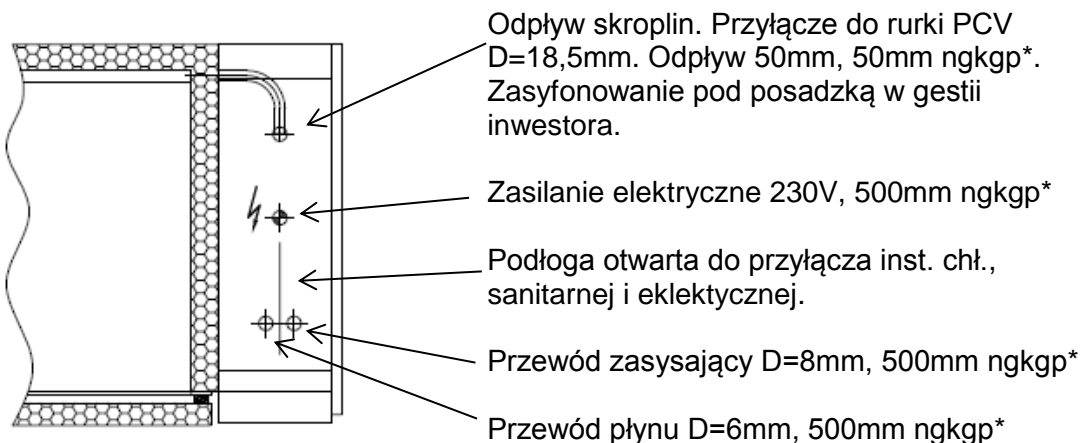 Odpływ skroplin. Przyłącze do rurki PCV
D=18,5mm. Odpływ 50mm, 50mm ngkgp*.
Zasyfonowanie pod posadzką w gestii
inwestora.
Zasilanie elektryczne 230V, 500mm ngkgp*
Podłoga otwarta do przyłącza inst. chł.,
sanitarnej i eklektycznej.
Przewód zasysający D=8mm, 500mm ngkgp*
Przewód płynu D=6mm, 500mm ngkgp*